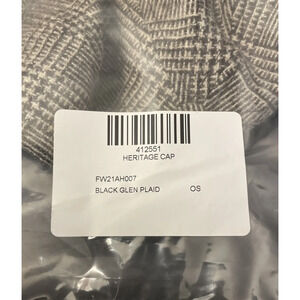 412551
HERITAGE CAP
FW21AH007
BLACK GLEN PLAID OS